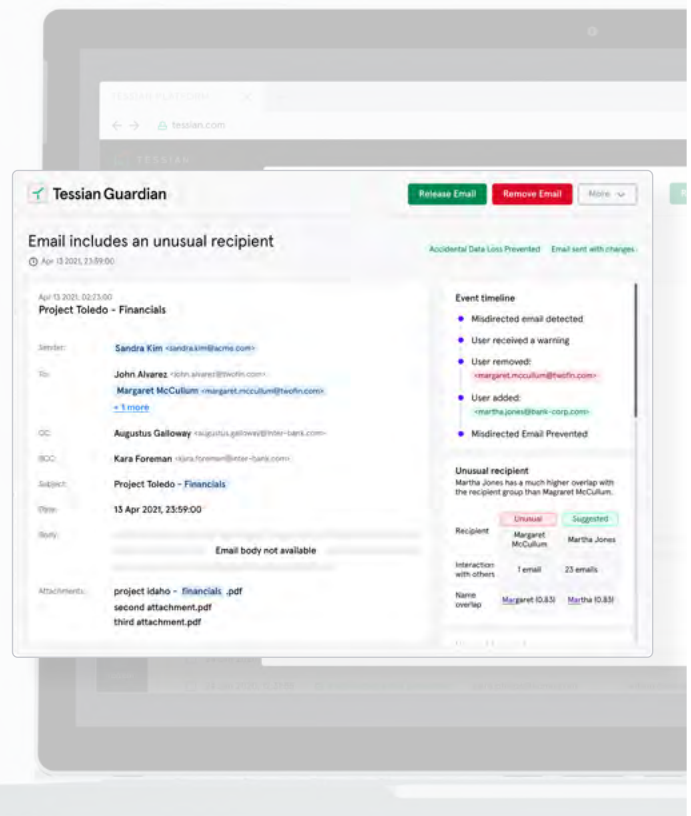 TESSIAN PLATFORM
tessian.com
TESSIAN
Tessian Guardian
Release Email
Remove Email
More
Email includes an unusual recipient
Apr 13 2021, 23:59:00
Accidental Data Loss Prevented
Email sent with changes
Apr 13 2021, 02:23:00
Project Toledo - Financials
Sender: Sandra Kim <sandra.kim@acme.com>
To: John Alvarez <john.alvarez@twofin.com>
Margaret McCullum <margaret.mccullum@twofin.com>
+ 1 more
CC: Augustus Galloway <augustus.galloway@inter-bank.com>
BCC: Kara Foreman <kara.foreman@inter-bank.com>
Subject: Project Toledo - Financials
13 Apr 2021, 23:59:00
Body:
Email body not available
Attachments: project idaho - financials .pdf
second attachment.pdf
third attachment.pdf
Event timeline
Misdirected email detected
User received a warning
User removed:
<margaret.mccullum@twofin.com>
User added:
<martha.jones@bank-corp.com>
Misdirected Email Prevented
Unusual recipient
Martha Jones has a much higher overlap with
the recipient group than Magraret McCullum.
Unusual Suggested
Recipient Margaret McCullum Martha Jones
Interaction with others 1 email 23 emails
Name overlap Margaret (0.83) Martha (0.83)